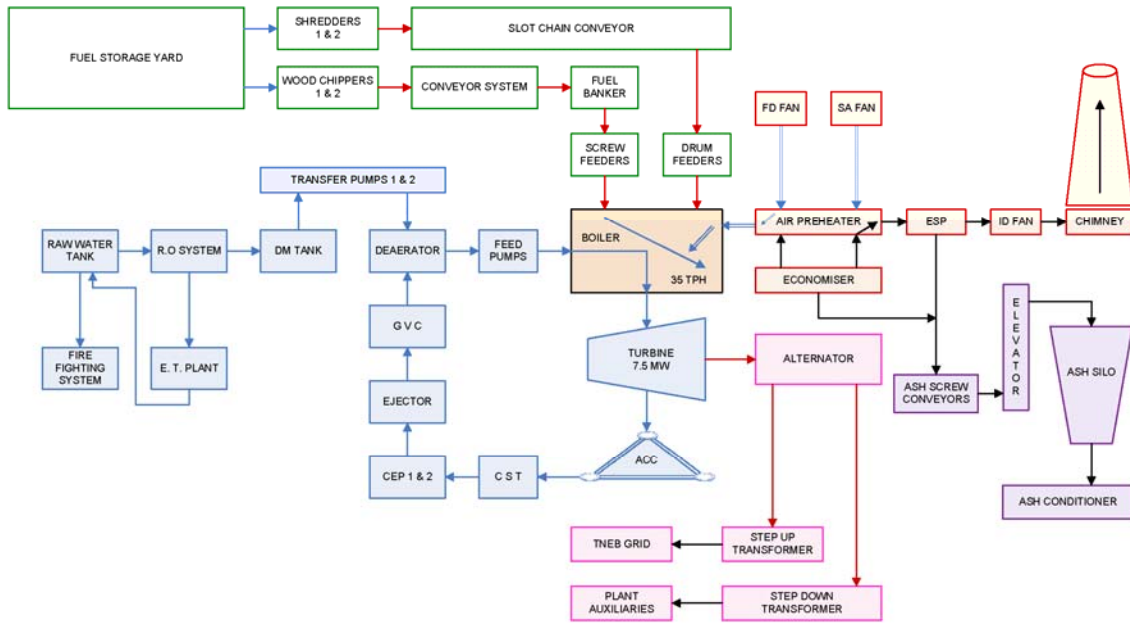 SHREDDERS
1 & 2
SLOT CHAIN CONVEYOR
FUEL STORAGE YARD
WOOD CHIPPERS
1 & 2
CONVEYOR SYSTEM
FUEL
BANKER
FD FAN
SA FAN
SCREW
FEEDERS
DRUM
FEEDERS
TRANSFER PUMPS 1 & 2
RAW WATER
TANK
R.O SYSTEM
DM TANK
DEAERATOR
FEED
PUMPS
BOILER
35 TPH
AIR PREHEATER
ESP
ID FAN
CHIMNEY
ECONOMISER
G V C
FIRE
FIGHTING
SYSTEM
E. T. PLANT
TURBINE
7.5 MW
ALTERNATOR
EJECTOR
ASH SCREW
CONVEYORS
ELEVATOR
ASH SILO
CEP 1 & 2
C S T
ACC
ASH CONDITIONER
TNEB GRID
STEP UP
TRANSFORMER
PLANT
AUXILIARIES
STEP DOWN
TRANSFORMER